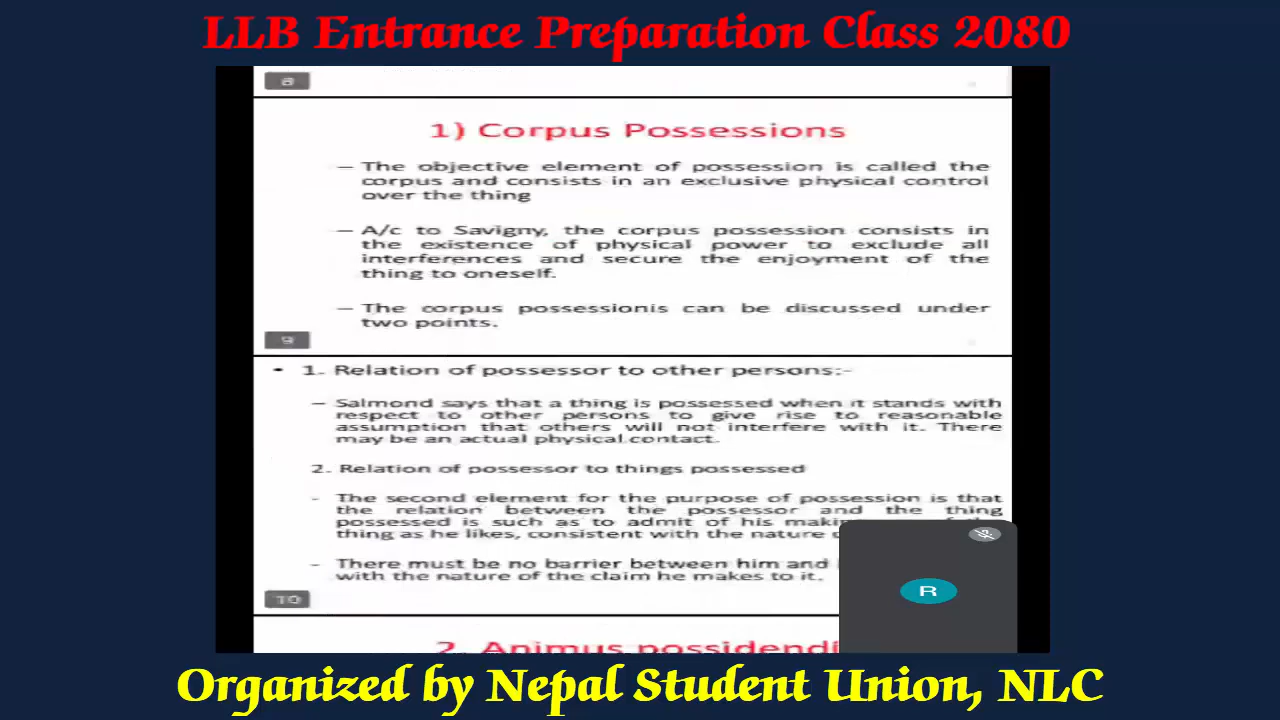 LLB Entrance Preparation Class 2080
8
1) Corpus Possessions
– The objective element of possession is called the
corpus and consists in an exclusive physical control
over the thing
– A/c to Savigny, the corpus possession consists in
the existence of physical power to exclude all
interferences and secure the enjoyment of the
thing to oneself.
– The corpus possessionis can be discussed under
two points.
9
• 1. Relation of possessor to other persons:-
– Salmond says that a thing is possessed when it stands with
respect to other persons to give rise to reasonable
assumption that others will not interfere with it. There
may be an actual physical contact.
2. Relation of possessor to things possessed
- The second element for the purpose of possession is that
the relation between the possessor and the thing
possessed is such as to admit of his
thing as he likes, consistent with the nature
- There must be no barrier between him and
with the nature of the claim he makes to it.
10
R
2. Animus possidendi
Organized by Nepal Student Union, NLC